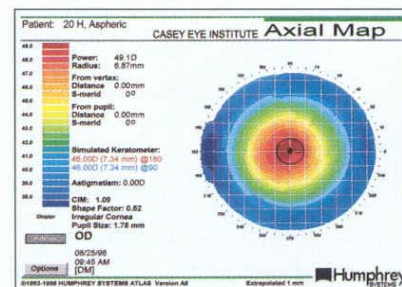 Patient: 20 H, Aspheric
CASEY EYE INSTITUTE Axial Map
Power: 49.1D
Radius: 6.87mm
From vertex:
Distance 0.00mm
S-merid 0°
From pupil:
Distance 0.00mm
S-merid 0°
Simulated Keratometer:
46.00D (7.34 mm) @180
46.00D (7.34 mm) @90
Astigmatism: 0.00D
CIM: 1.09
Shape Factor: 0.82
Irregular Cornea
Pupil Size: 1.78 mm
OD
08/25/98
09:45 AM
[DM]
Display
Options
Humphrey
SYSTEMS
©1993-1998 HUMPHREY SYSTEMS ATLAS Version A6
Extrapolated 1 mm